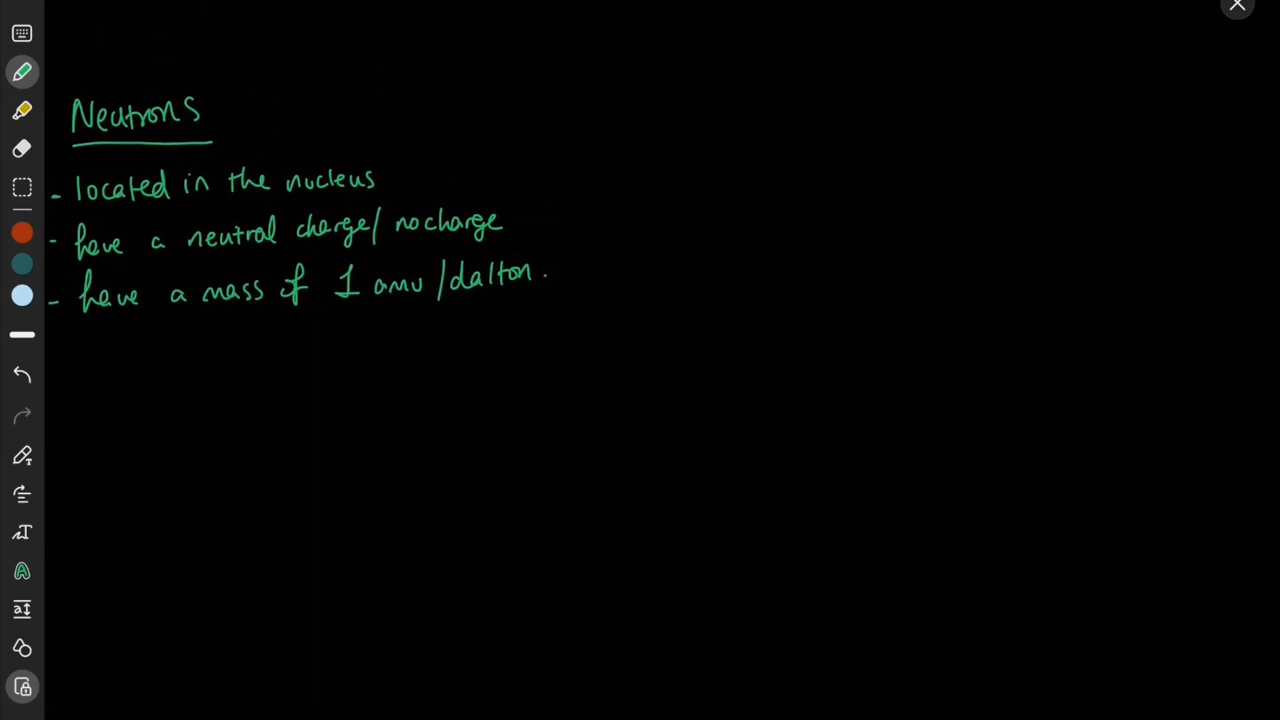 Neutrons
- located in the nucleus
- have a neutral charge/ no charge
- have a mass of 1 amu /dalton.